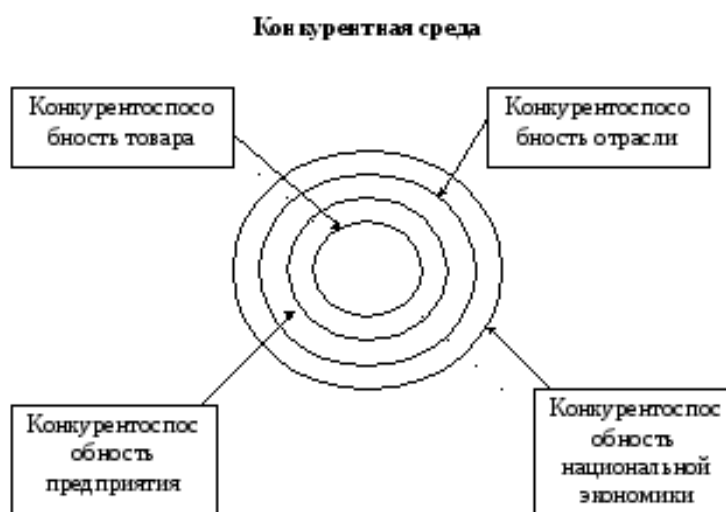 Конкурентная среда
Конкурентоспосо
бность товара
Конкурентоспосо
бность отрасли
Конкурентоспос
обность
предприятия
Конкурентоспос
обность
национальной
экономики